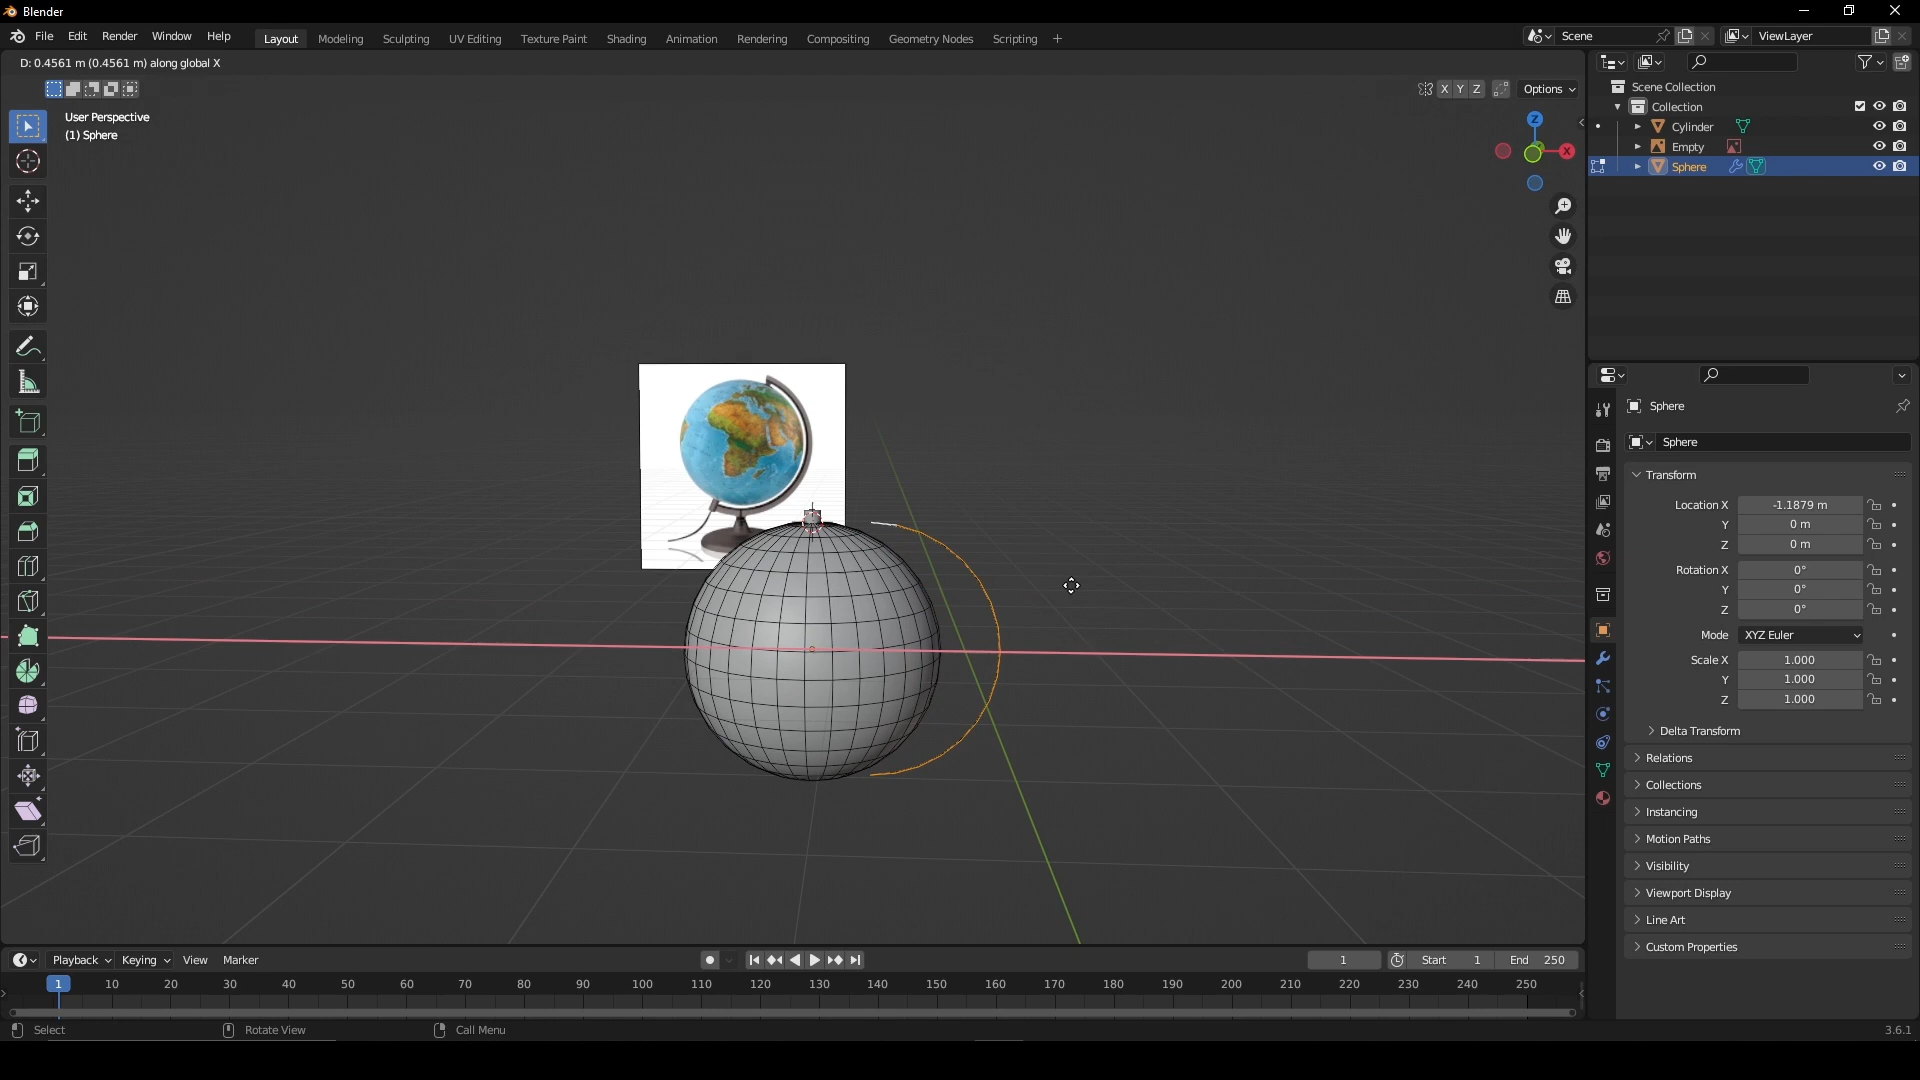 Blender
File Edit Render Window Help Layout Modeling Sculpting UV Editing Texture Paint Shading Animation Rendering Compositing Geometry Nodes Scripting + Scene ViewLayer
D: 0.4561 m (0.4561 m) along global X
X Y Z Options
User Perspective
(1) Sphere
Z
X
Scene Collection
Collection
Cylinder
Empty
Sphere
Sphere
Sphere
Transform
Location X -1.1879 m
Y 0 m
Z 0 m
Rotation X 0°
Y 0°
Z 0°
Mode XYZ Euler
Scale X 1.000
Y 1.000
Z 1.000
Delta Transform
Relations
Collections
Instancing
Motion Paths
Visibility
Viewport Display
Line Art
Custom Properties
Playback Keying View Marker 1 Start 1 End 250
1 10 20 30 40 50 60 70 80 90 100 110 120 130 140 150 160 170 180 190 200 210 220 230 240 250
Select Rotate View Call Menu 3.6.1